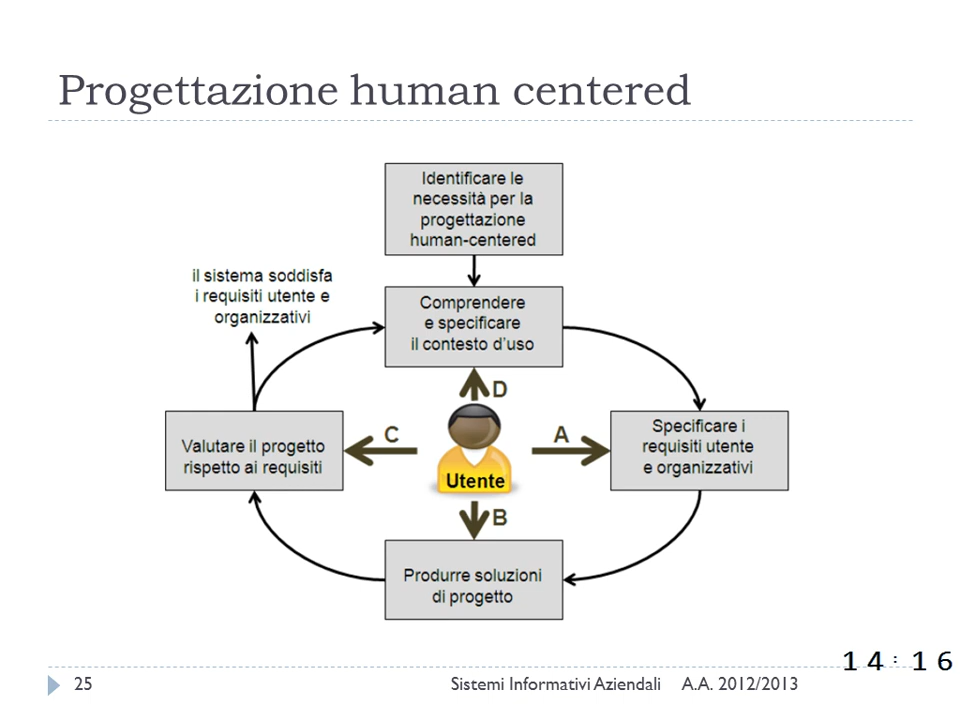 Progettazione human centered
Identificare le
necessità per la
progettazione
human-centered
il sistema soddisfa
i requisiti utente e
organizzativi
Comprendere
e specificare
il contesto d'uso
D
Valutare il progetto
rispetto ai requisiti
C
A
Specificare i
requisiti utente
e organizzativi
Utente
B
Produrre soluzioni
di progetto
14:16
25
Sistemi Informativi Aziendali A.A. 2012/2013